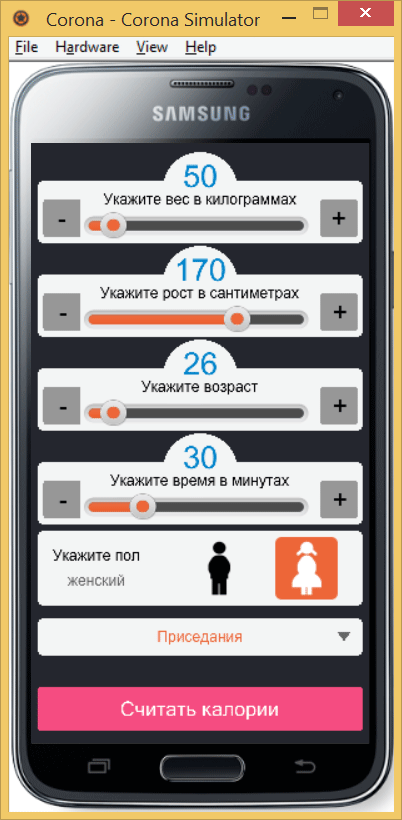 Corona - Corona Simulator
File Hardware View Help
SAMSUNG
50
Укажите вес в килограммах
- +
170
Укажите рост в сантиметрах
- +
26
Укажите возраст
- +
30
Укажите время в минутах
- +
Укажите пол
женский
Приседания
Считать калории